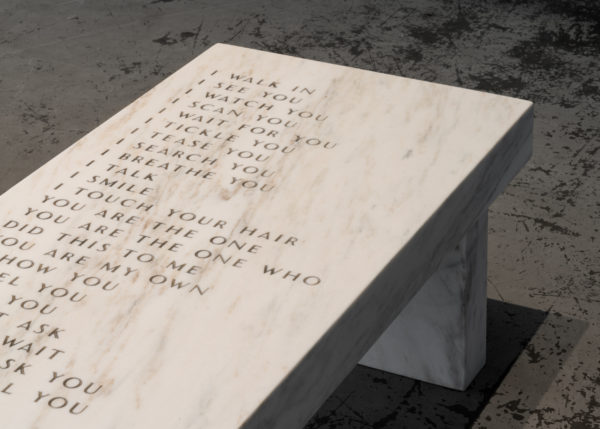 I WALK IN
I SEE YOU
I WATCH YOU
I SCAN YOU
I WAIT FOR YOU
I TICKLE YOU
I TEASE YOU
I SEARCH YOU
I BREATHE YOU
I TALK
I SMILE
I TOUCH YOUR HAIR
YOU ARE THE ONE
YOU ARE THE ONE WHO
DID THIS TO ME
YOU ARE MY OWN
HOW YOU
YOU
YOU
ASK
WAIT
YOU
YOU